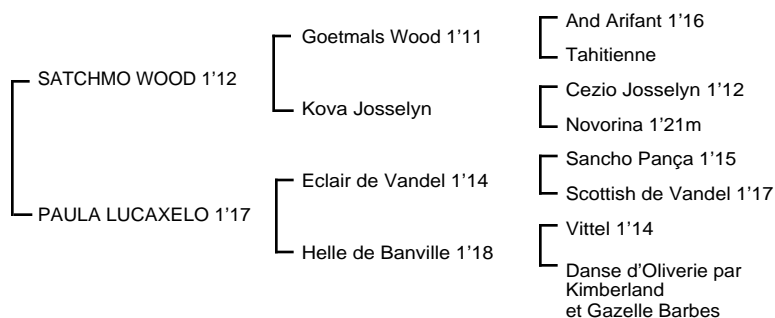 And Arifant 1’16
Goetmals Wood 1’11
Tahitienne
SATCHMO WOOD 1’12
Cezio Josselyn 1’12
Kova Josselyn
Novorina 1’21m
Sancho Pança 1’15
Eclair de Vandel 1’14
Scottish de Vandel 1’17
PAULA LUCAXELO 1’17
Vittel 1’14
Helle de Banville 1’18
Danse d’Oliverie par
Kimberland
et Gazelle Barbes